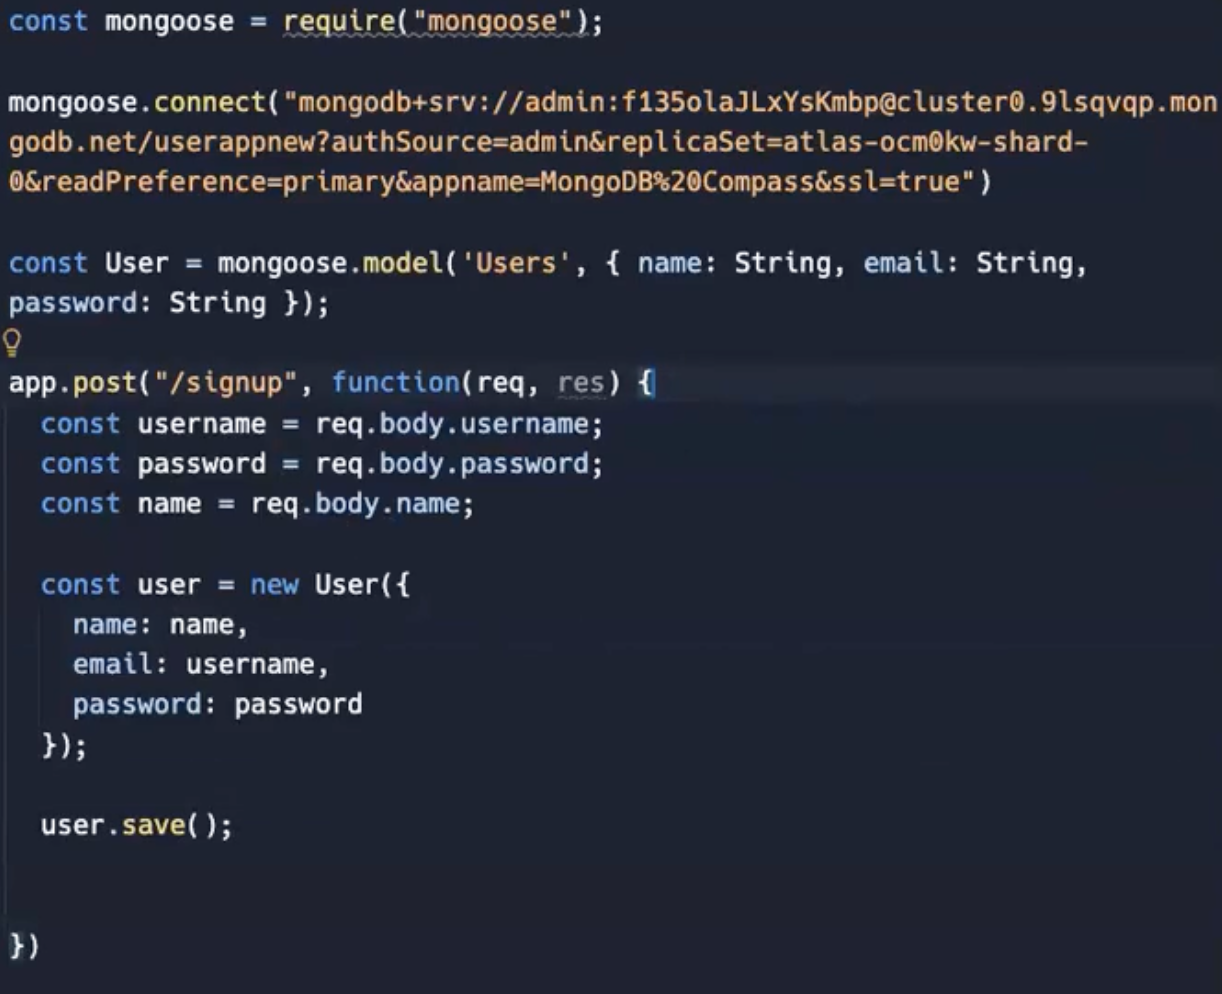 const mongoose = require("mongoose");
mongoose.connect("mongodb+srv://admin:f135olaJLxYsKmbp@cluster0.9lsqvqp.mon
godb.net/userappnew?authSource=admin&replicaSet=atlas-ocm0kw-shard-
0&readPreference=primary&appname=MongoDB%20Compass&ssl=true")
const User = mongoose.model('Users', { name: String, email: String,
password: String });
app.post("/signup", function(req, res) {
const username = req.body.username;
const password = req.body.password;
const name = req.body.name;
const user = new User({
name: name,
email: username,
password: password
});
user.save();
})